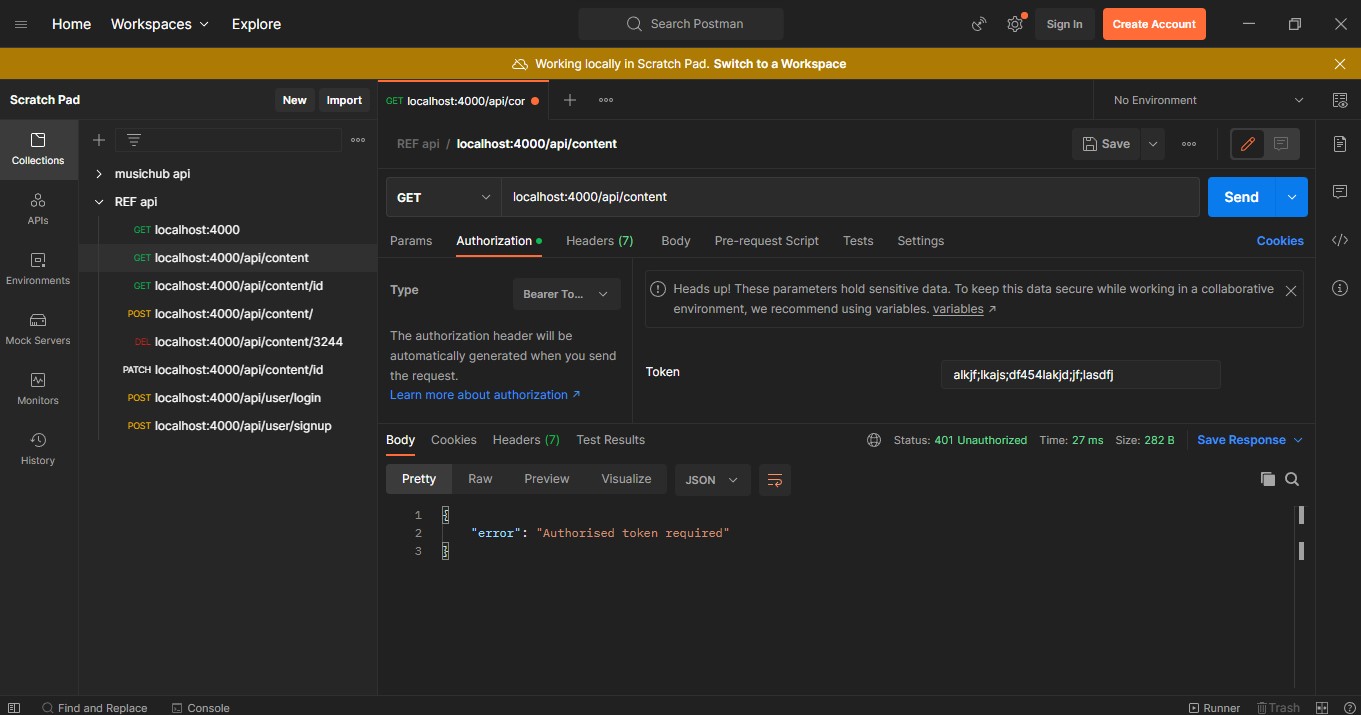 Home Workspaces Explore Search Postman Sign In Create Account
Working locally in Scratch Pad. Switch to a Workspace
Scratch Pad New Import GET localhost:4000/api/cor No Environment
REF api / localhost:4000/api/content Save
Collections
APIs
Environments
Mock Servers
Monitors
History
musichub api
REF api
GET localhost:4000
GET localhost:4000/api/content
GET localhost:4000/api/content/id
POST localhost:4000/api/content/
DEL localhost:4000/api/content/3244
PATCH localhost:4000/api/content/id
POST localhost:4000/api/user/login
POST localhost:4000/api/user/signup
GET localhost:4000/api/content Send
Params Authorization Headers (7) Body Pre-request Script Tests Settings Cookies
Type Bearer To...
The authorization header will be
automatically generated when you send
the request.
Learn more about authorization ↗
Heads up! These parameters hold sensitive data. To keep this data secure while working in a collaborative
environment, we recommend using variables. variables ↗
Token alkjf;lkajs;df454lakjd;jf;lasdfj
Body Cookies Headers (7) Test Results Status: 401 Unauthorized Time: 27 ms Size: 282 B Save Response
Pretty Raw Preview Visualize JSON
1 {
2 "error": "Authorised token required"
3 }
Find and Replace Console Runner Trash